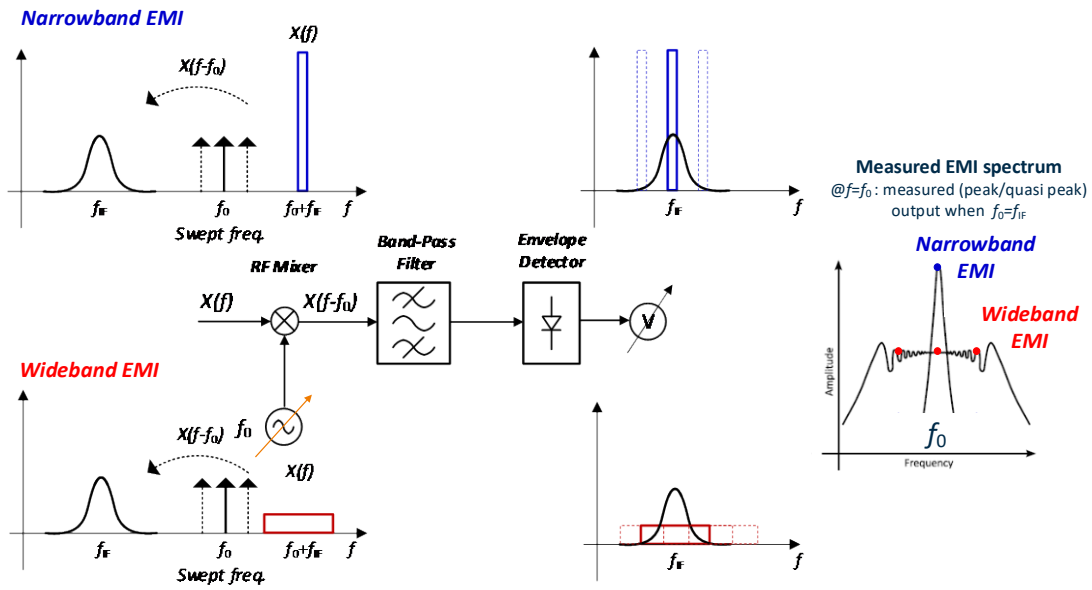 Narrowband EMI
X(f)
X(f-f0)
fIF
f0
f0+fIF
f
Swept freq.
fIF
f
Measured EMI spectrum
@f=f0 : measured (peak/quasi peak)
output when f0=fIF
Narrowband
EMI
Wideband
EMI
Amplitude
f0
Frequency
RF Mixer
Band-Pass
Filter
Envelope
Detector
X(f)
X(f-f0)
V
Wideband EMI
f0
X(f-f0)
X(f)
fIF
f0
f0+fIF
f
Swept freq.
fIF
f